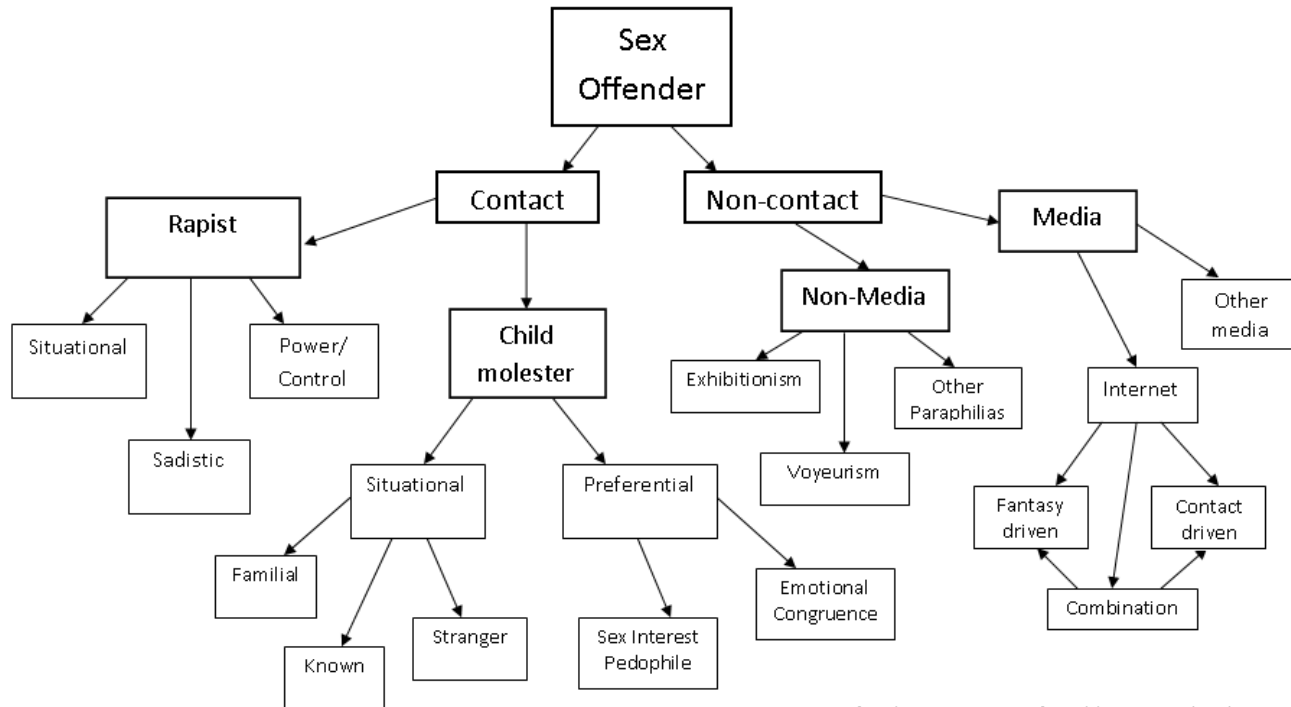 Sex
Offender
Contact
Non-contact
Rapist
Media
Non-Media
Other
media
Situational
Power/
Control
Child
molester
Exhibitionism
Other
Paraphilias
Internet
Sadistic
Voyeurism
Situational
Preferential
Fantasy
driven
Contact
driven
Familial
Emotional
Congruence
Combination
Stranger
Sex Interest
Pedophile
Known